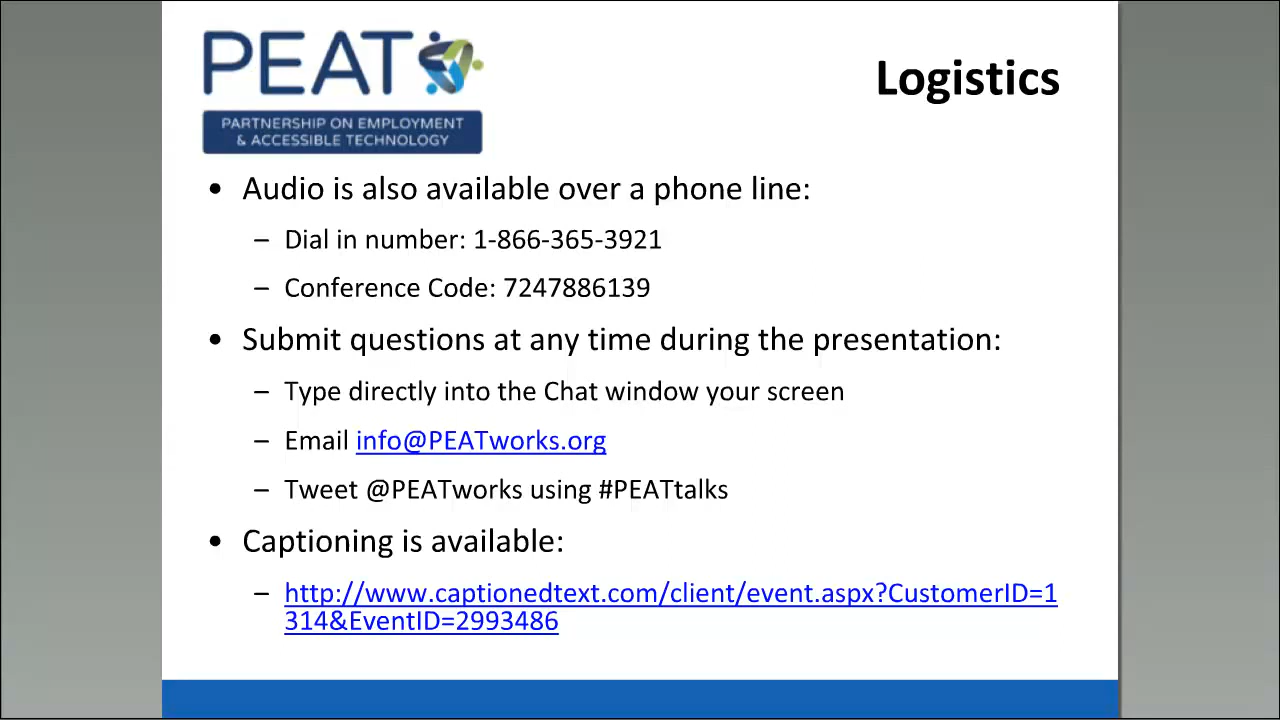 PEAT
PARTNERSHIP ON EMPLOYMENT
& ACCESSIBLE TECHNOLOGY
Logistics
• Audio is also available over a phone line:
– Dial in number: 1-866-365-3921
– Conference Code: 7247886139
• Submit questions at any time during the presentation:
– Type directly into the Chat window your screen
– Email info@PEATworks.org
– Tweet @PEATworks using #PEATtalks
• Captioning is available:
– http://www.captionedtext.com/client/event.aspx?CustomerID=1
314&EventID=2993486